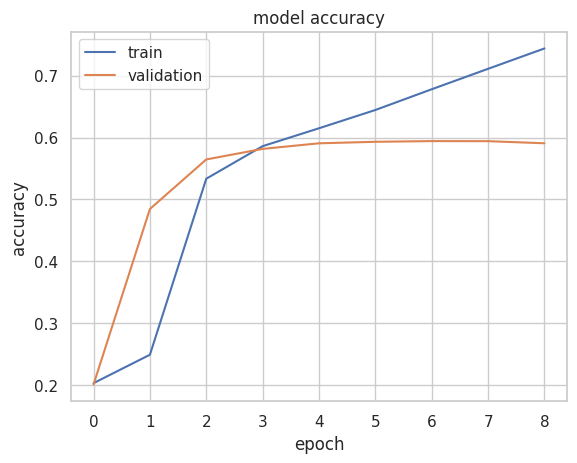 model accuracy
train
validation
0.7
0.6
0.5
0.4
0.3
0.2
accuracy
0 1 2 3 4 5 6 7 8
epoch